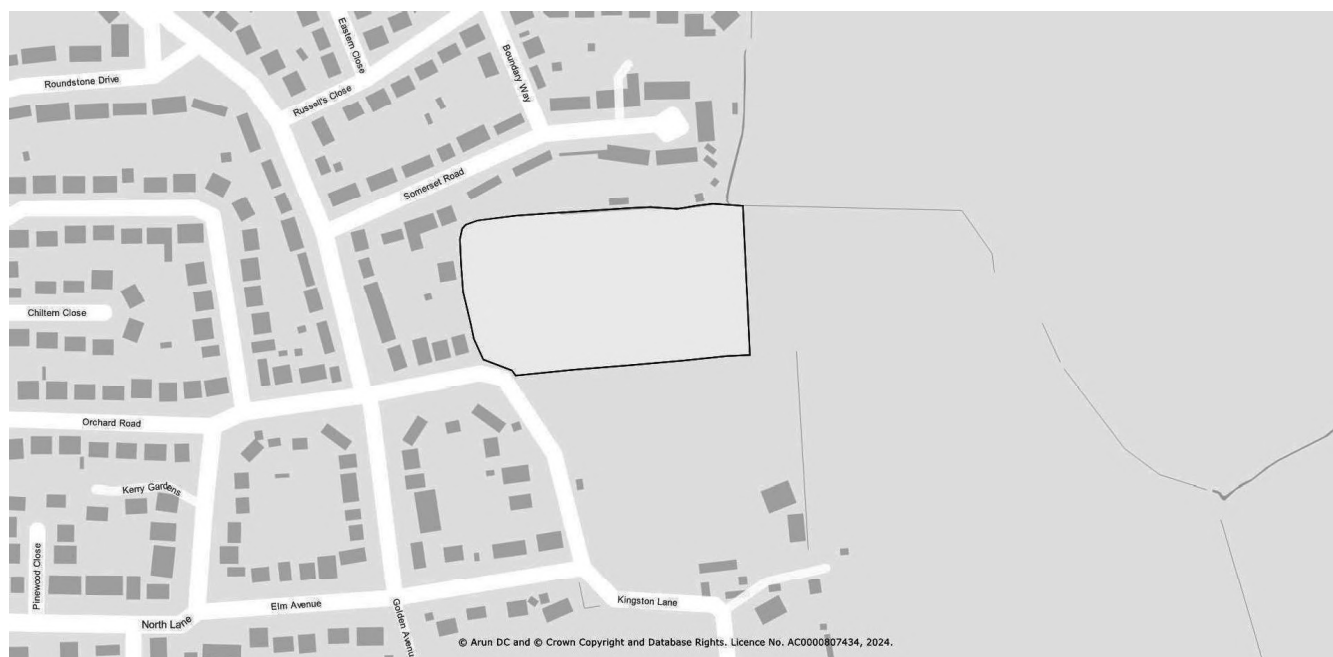 Eastern Close
Boundary Way
Roundstone Drive
Russell's Close
Somerset Road
Chiltern Close
Orchard Road
Kerry Gardens
Pinewood Close
Elm Avenue
Golden Avenue
Kingston Lane
North Lane
© Arun DC and © Crown Copyright and Database Rights. Licence No. AC0000807434, 2024.